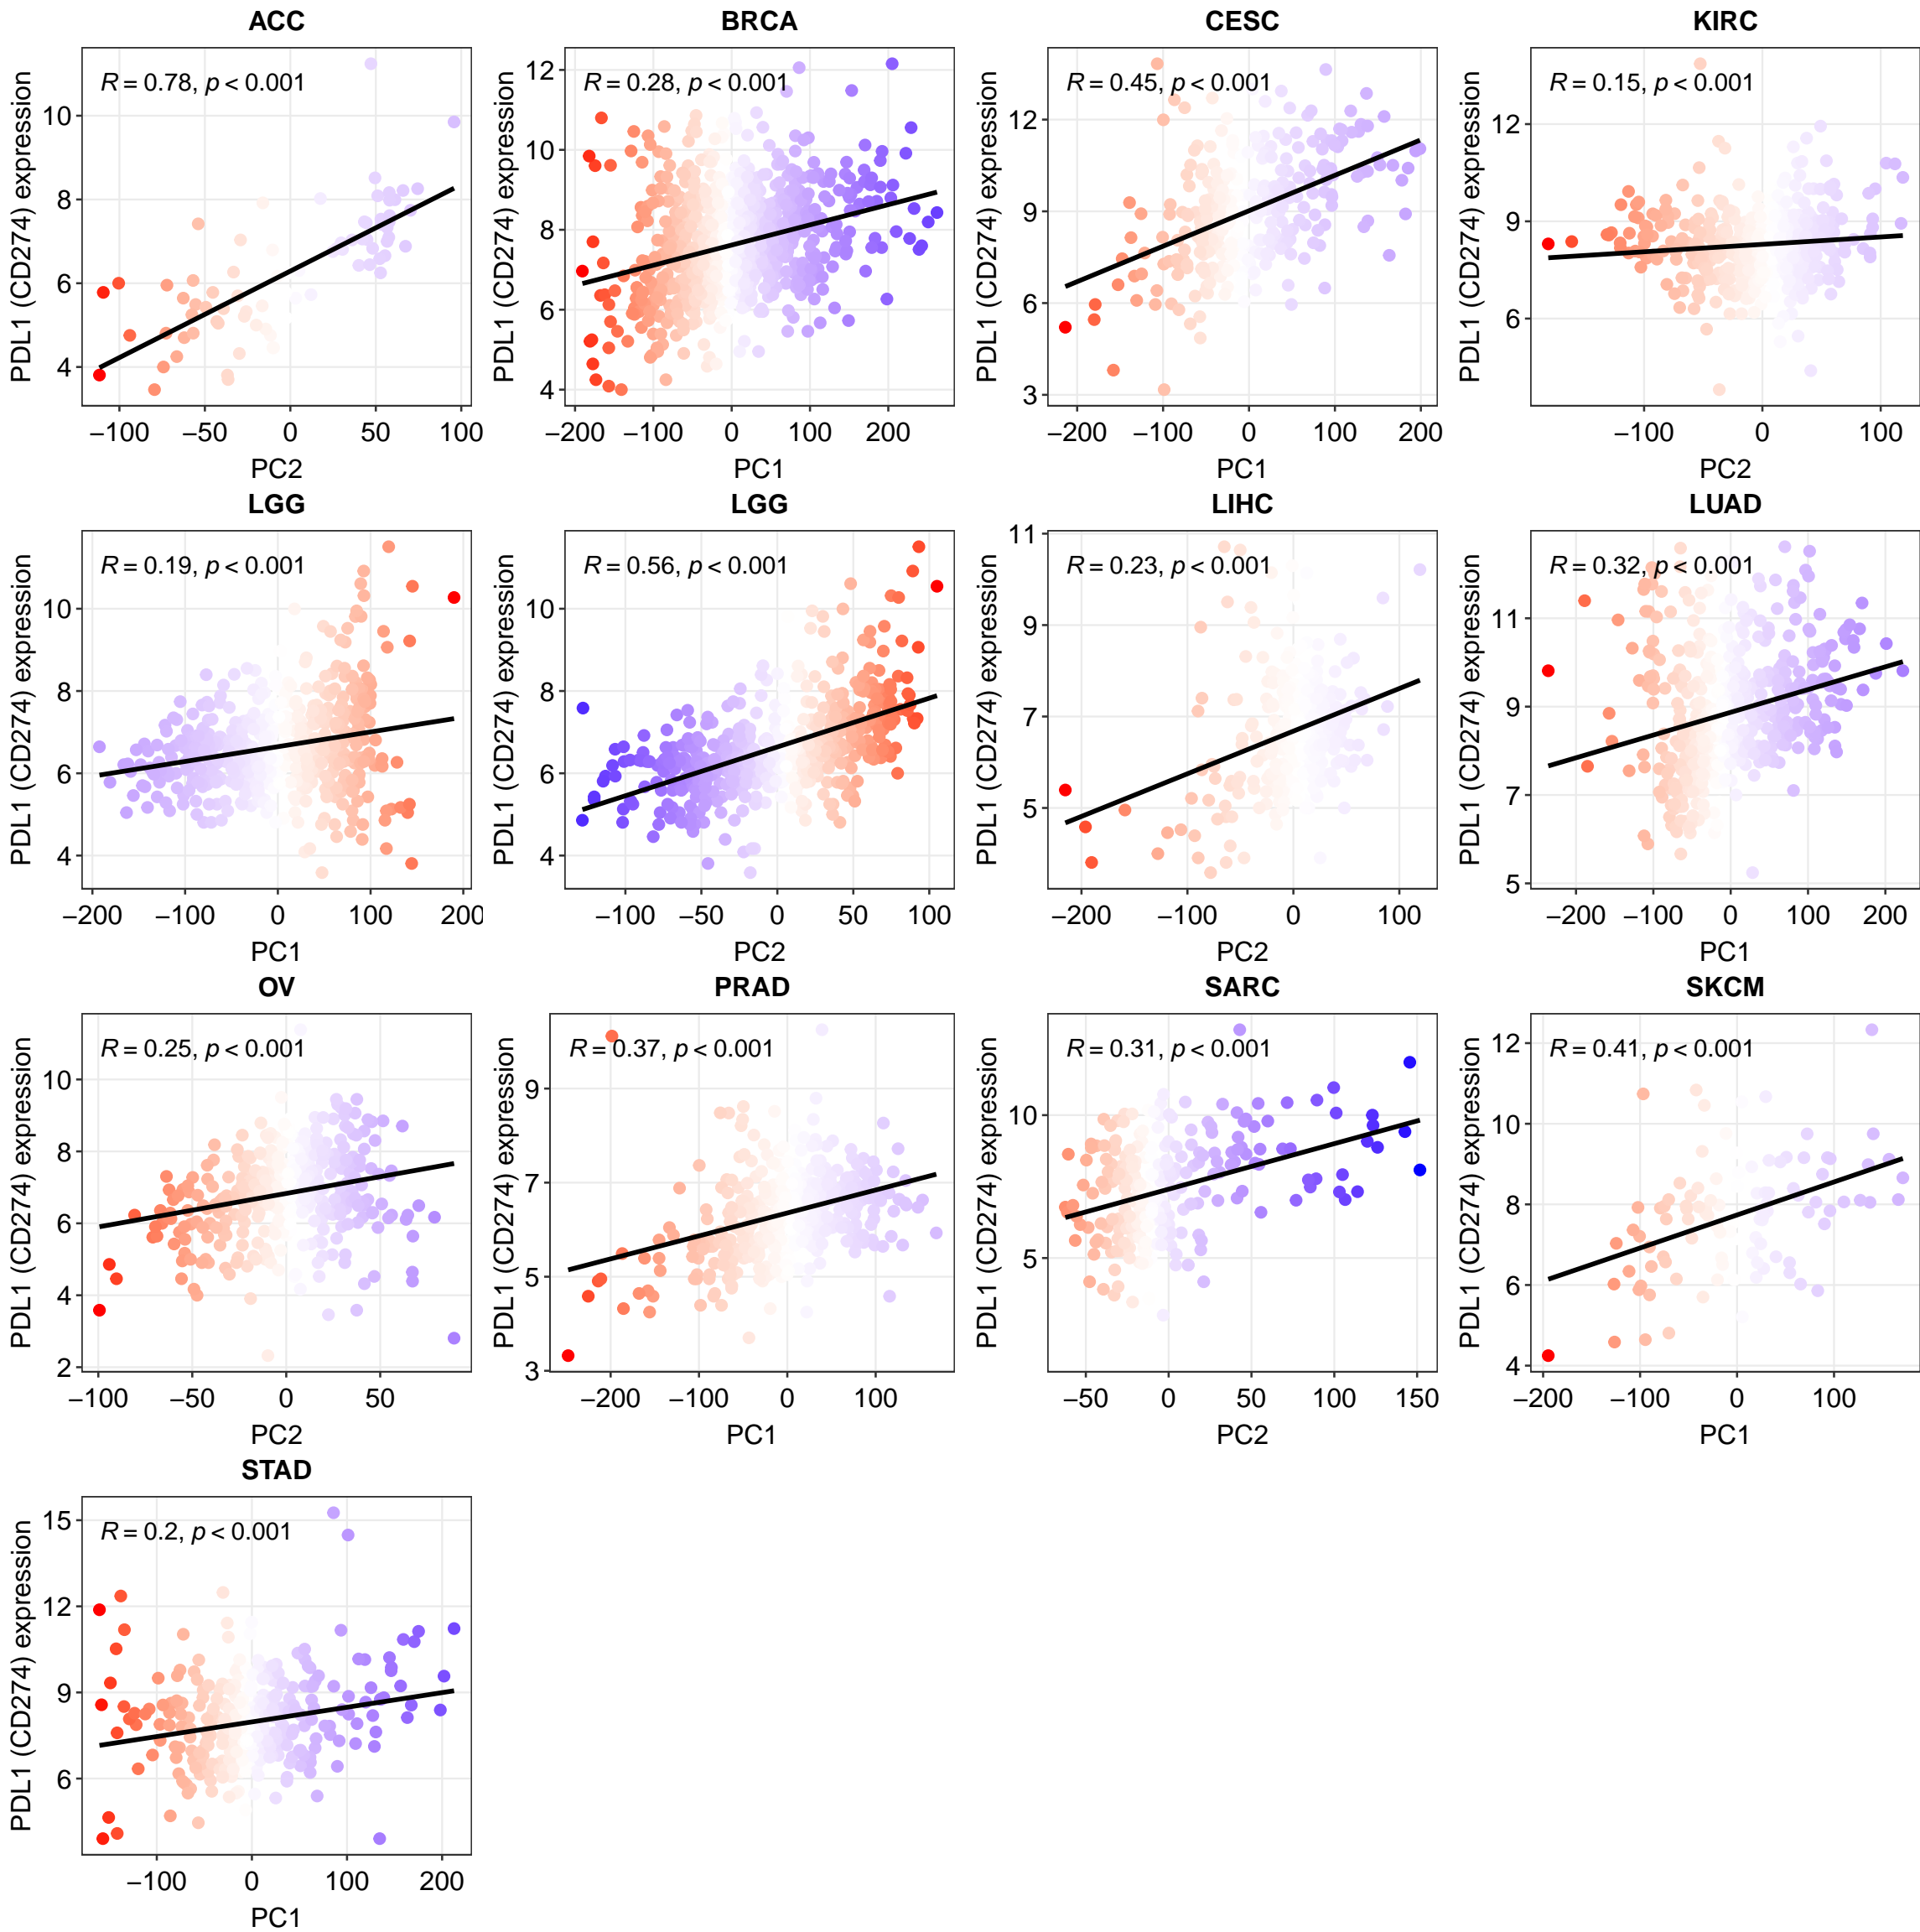 ACC
R = 0.78, p < 0.001
PDL1 (CD274) expression
10
8
6
4
−100 −50 0 50 100
PC2
BRCA
R = 0.28, p < 0.001
PDL1 (CD274) expression
12
10
8
6
4
−200 −100 0 100 200
PC1
CESC
R = 0.45, p < 0.001
PDL1 (CD274) expression
12
9
6
3
−200 −100 0 100 200
PC1
KIRC
R = 0.15, p < 0.001
PDL1 (CD274) expression
12
9
6
−100 0 100
PC2
LGG
R = 0.19, p < 0.001
PDL1 (CD274) expression
10
8
6
4
−200 −100 0 100 200
PC1
LGG
R = 0.56, p < 0.001
PDL1 (CD274) expression
10
8
6
4
−100 −50 0 50 100
PC2
LIHC
R = 0.23, p < 0.001
PDL1 (CD274) expression
11
9
7
5
−200 −100 0 100
PC2
LUAD
R = 0.32, p < 0.001
PDL1 (CD274) expression
11
9
7
5
−200 −100 0 100 200
PC1
OV
R = 0.25, p < 0.001
PDL1 (CD274) expression
10
8
6
4
2
−100 −50 0 50
PC2
PRAD
R = 0.37, p < 0.001
PDL1 (CD274) expression
9
7
5
3
−200 −100 0 100
PC1
SARC
R = 0.31, p < 0.001
PDL1 (CD274) expression
10
5
−50 0 50 100 150
PC2
SKCM
R = 0.41, p < 0.001
PDL1 (CD274) expression
12
10
8
6
4
−200 −100 0 100
PC1
STAD
R = 0.2, p < 0.001
PDL1 (CD274) expression
15
12
9
6
−100 0 100 200
PC1